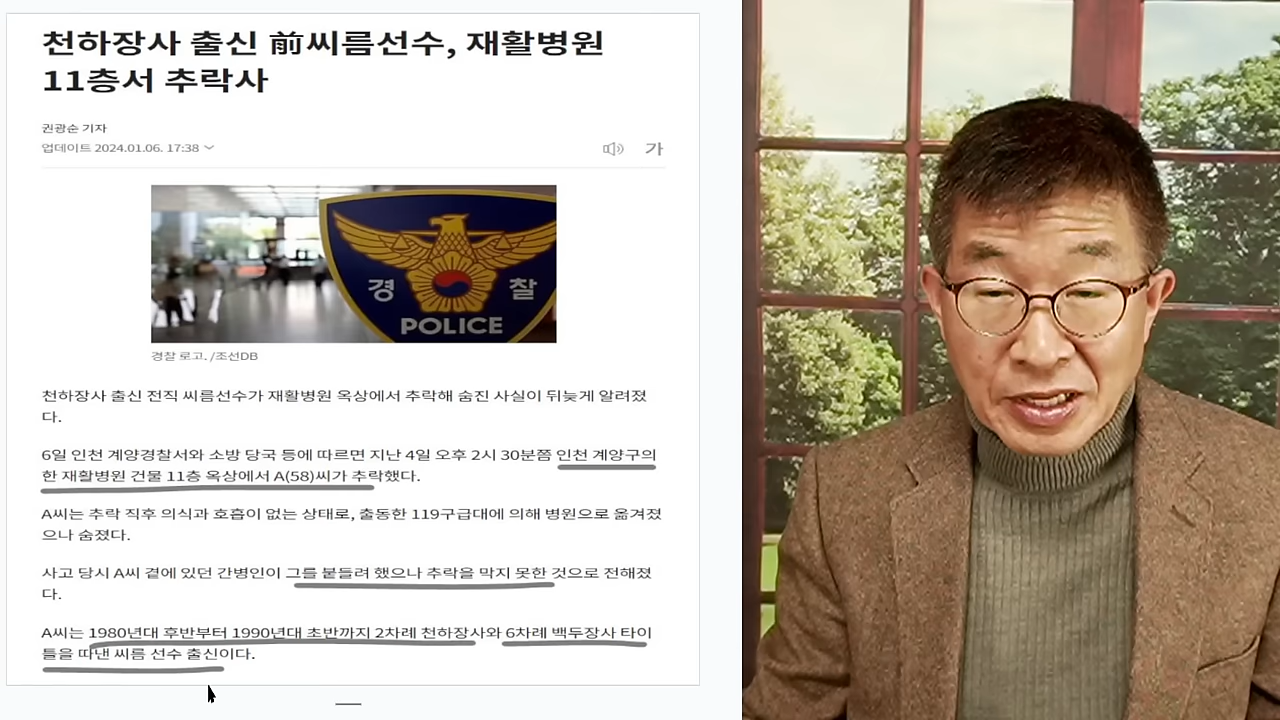 천하장사 출신 前씨름선수, 재활병원
11층서 추락사
권광순 기자
업데이트 2024.01.06. 17:38
가
경 찰
POLICE
경찰 로고. /조선DB
천하장사 출신 전직 씨름선수가 재활병원 옥상에서 추락해 숨진 사실이 뒤늦게 알려졌
다.
6일 인천 계양경찰서와 소방 당국 등에 따르면 지난 4일 오후 2시 30분쯤 인천 계양구의
한 재활병원 건물 11층 옥상에서 A(58)씨가 추락했다.
A씨는 추락 직후 의식과 호흡이 없는 상태로, 출동한 119구급대에 의해 병원으로 옮겨졌
으나 숨졌다.
사고 당시 A씨 곁에 있던 간병인이 그를 붙들려 했으나 추락을 막지 못한 것으로 전해졌
다.
A씨는 1980년대 후반부터 1990년대 초반까지 2차례 천하장사와 6차례 백두장사 타이
틀을 따낸 씨름 선수 출신이다.